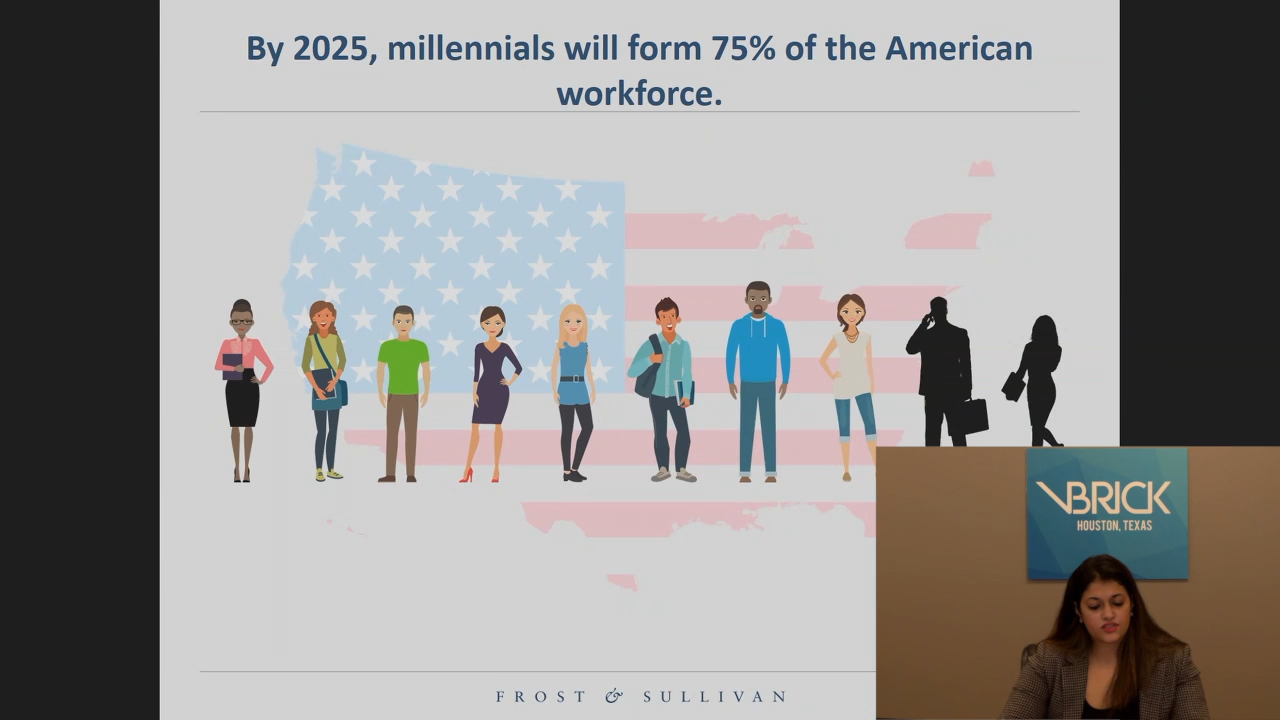 By 2025, millennials will form 75% of the American
workforce.
VBRICK
HOUSTON, TEXAS
FROST & SULLIVAN